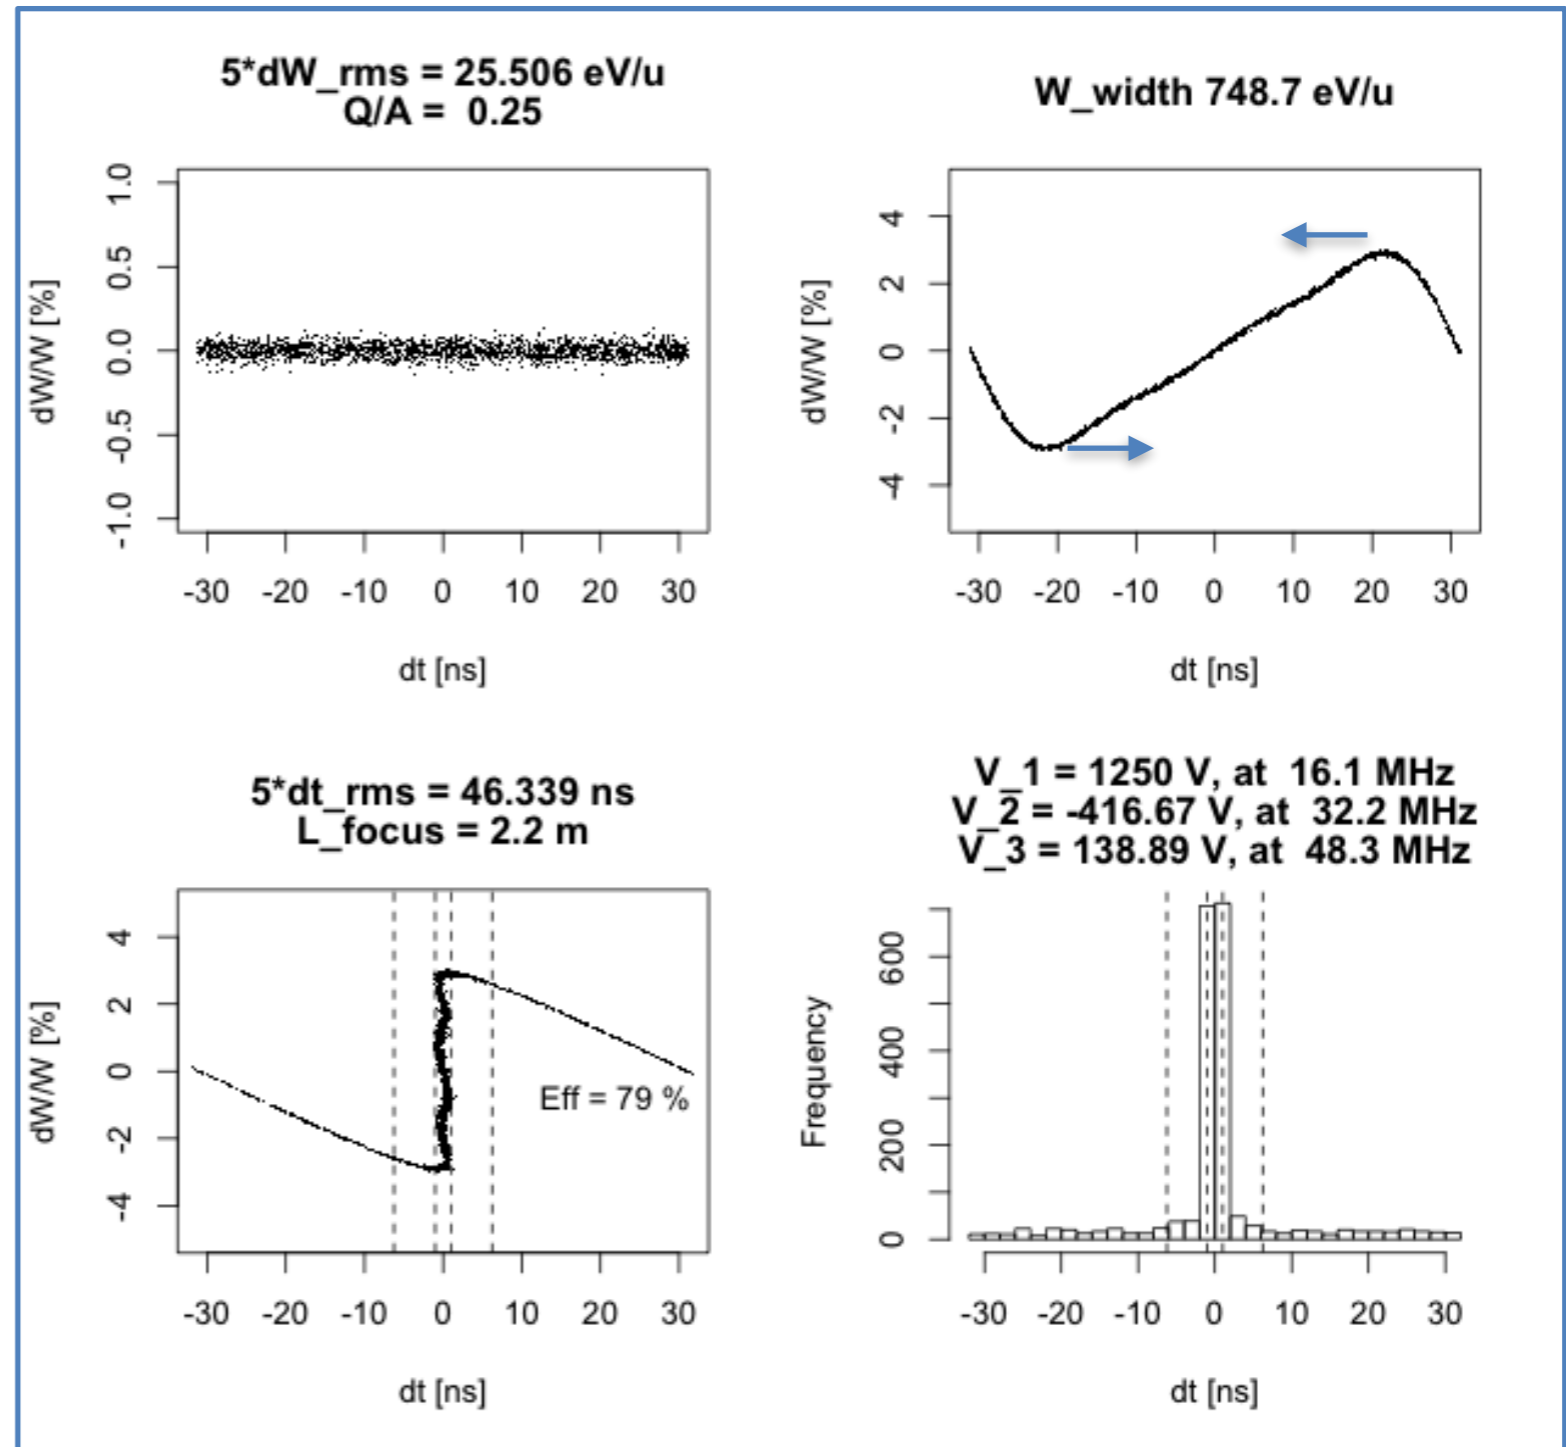 5*dW_rms = 25.506 eV/u
Q/A =  0.25
dW/W [%]
1.0
0.5
0.0
-0.5
-1.0
-30 -20 -10 0 10 20 30
dt [ns]
W_width 748.7 eV/u
dW/W [%]
4
2
0
-2
-4
-30 -20 -10 0 10 20 30
dt [ns]
5*dt_rms = 46.339 ns
L_focus = 2.2 m
dW/W [%]
4
2
0
-2
-4
Eff = 79 %
-30 -20 -10 0 10 20 30
dt [ns]
V_1 = 1250 V, at  16.1 MHz
V_2 = -416.67 V, at  32.2 MHz
V_3 = 138.89 V, at  48.3 MHz
Frequency
600
400
200
0
-30 -20 -10 0 10 20 30
dt [ns]